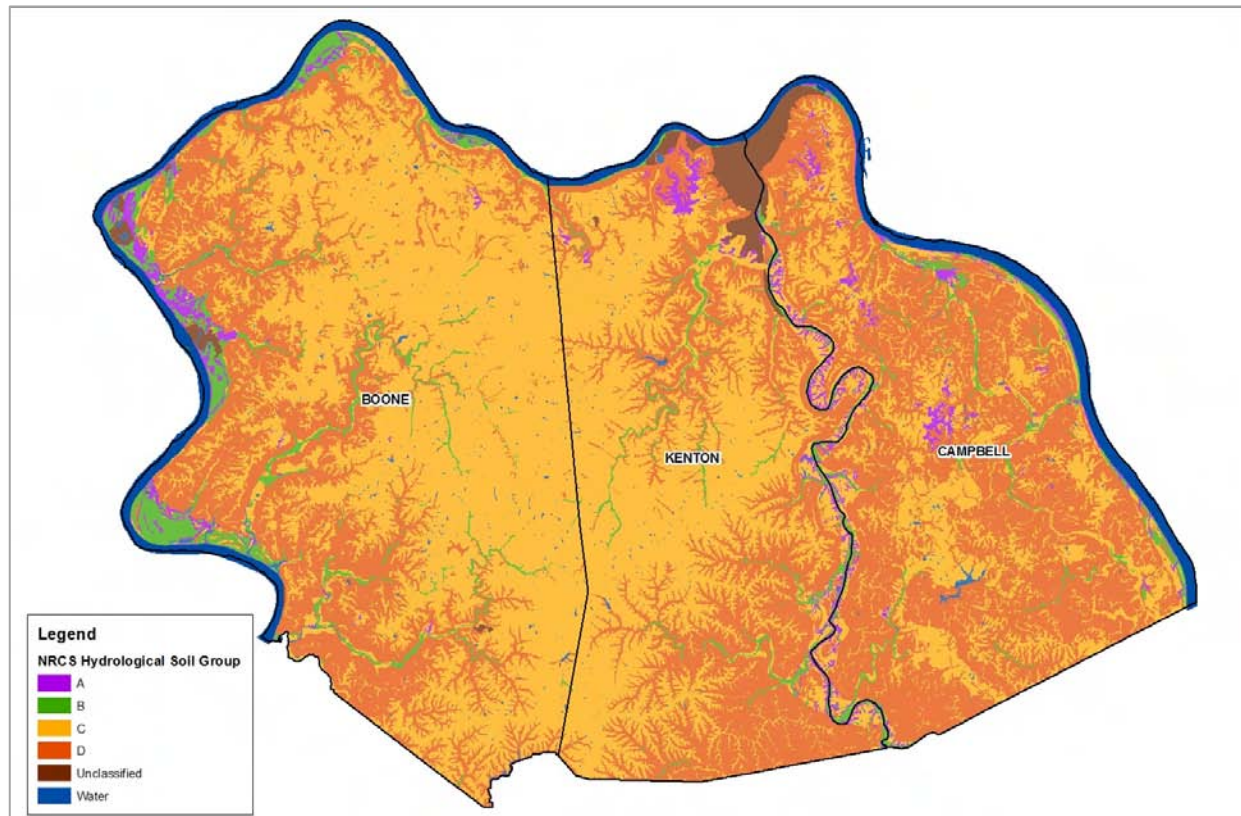 BOONE
KENTON
CAMPBELL
Legend
NRCS Hydrological Soil Group
A
B
C
D
Unclassified
Water